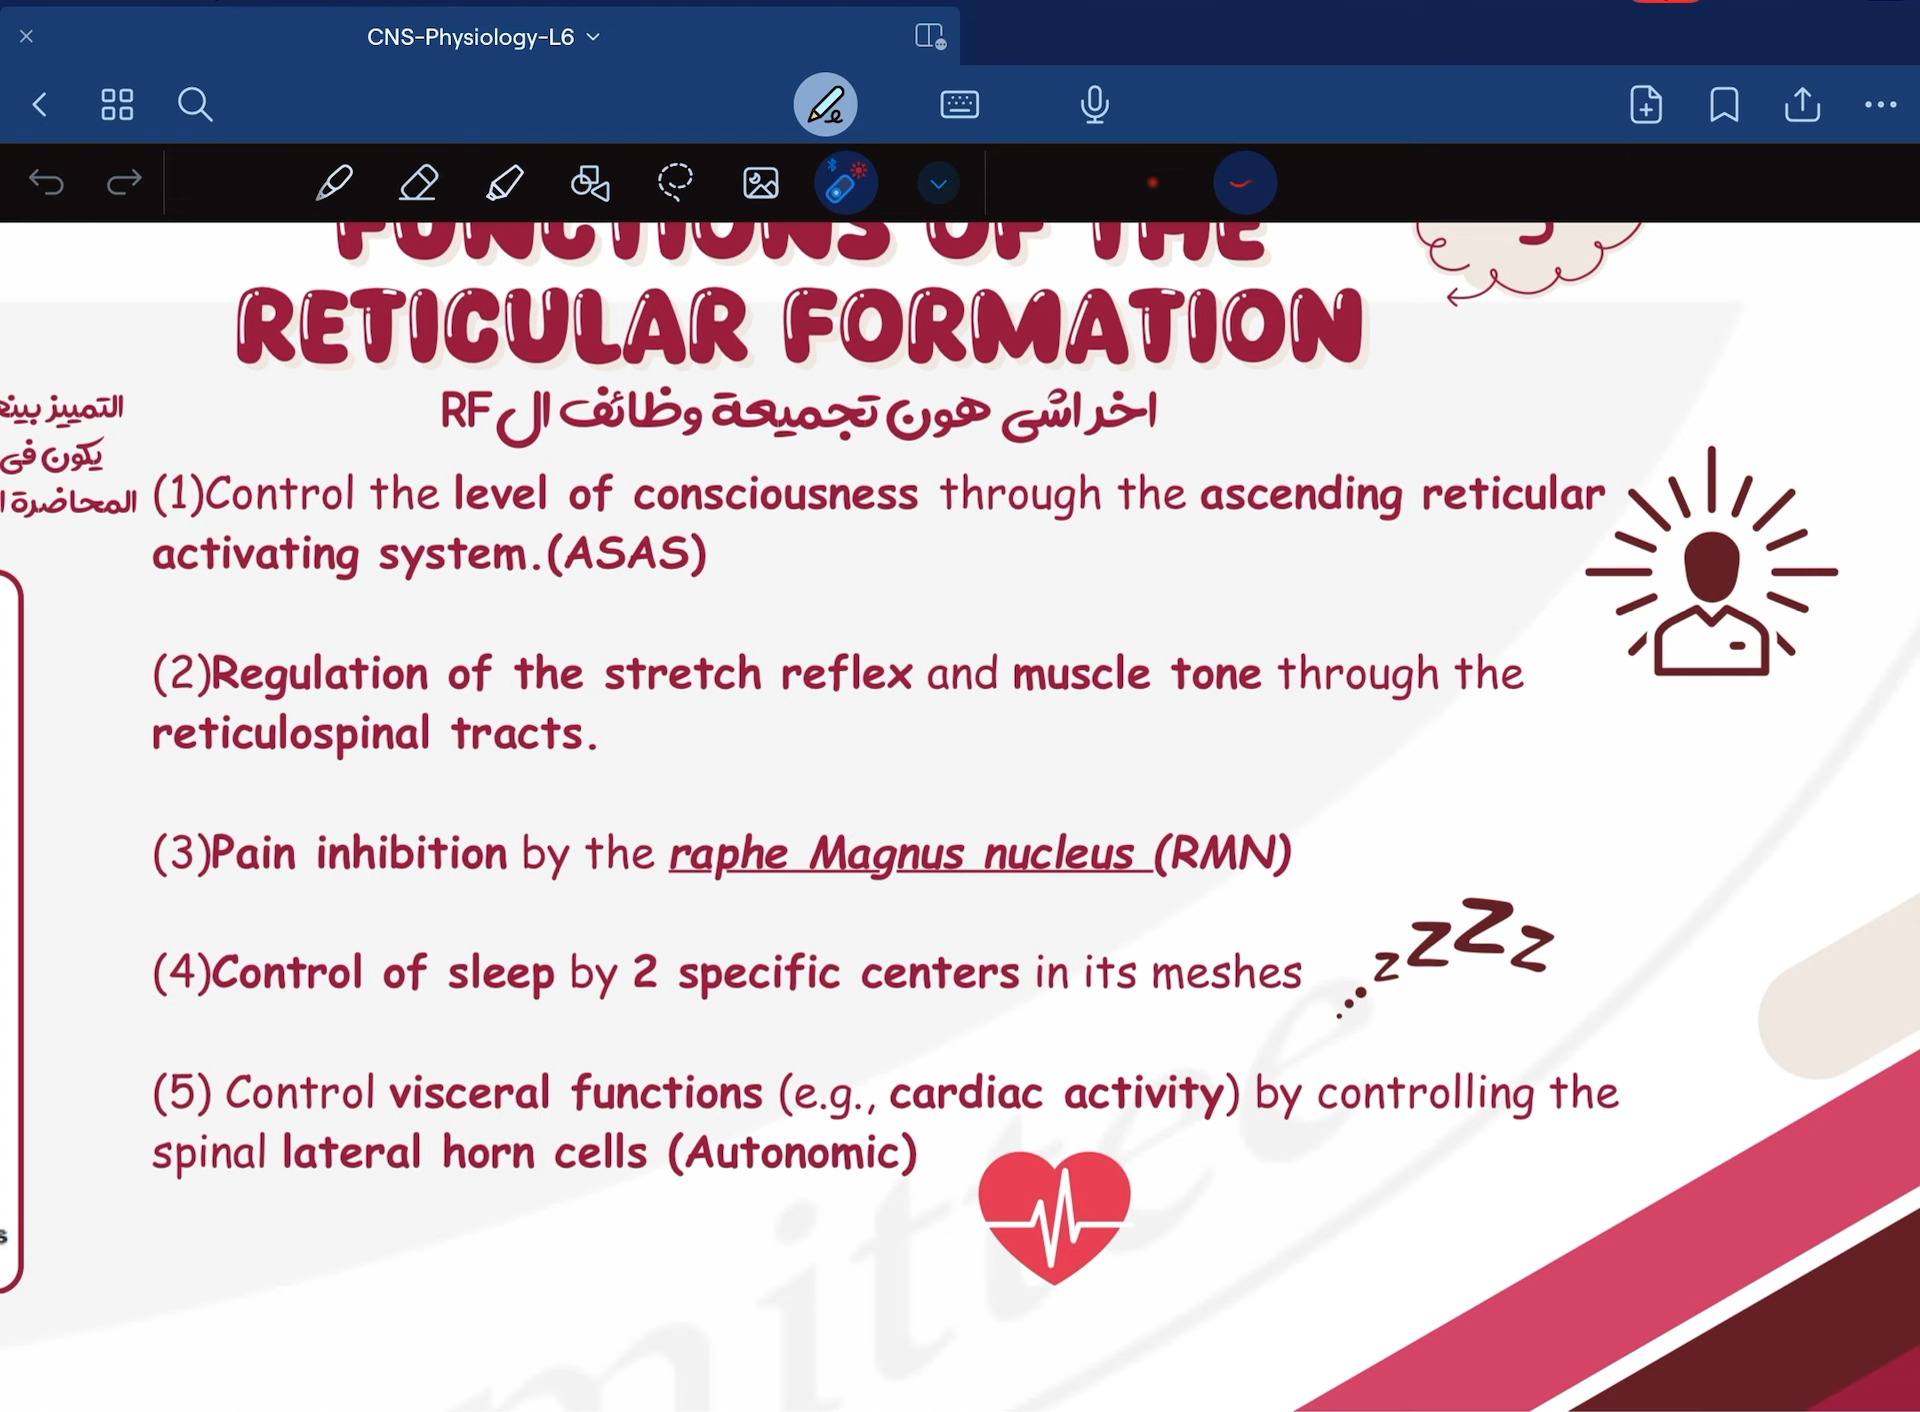 CNS-Physiology-L6
FUNCTIONS OF THE
RETICULAR FORMATION
اخراشي هون تجميعة وظائف ال RF
التمييز بينه
يكون في
المحاضرة ا
(1)Control the level of consciousness through the ascending reticular
activating system.(ASAS)
(2)Regulation of the stretch reflex and muscle tone through the
reticulospinal tracts.
(3)Pain inhibition by the raphe Magnus nucleus (RMN)
(4)Control of sleep by 2 specific centers in its meshes
zZZz
(5) Control visceral functions (e.g., cardiac activity) by controlling the
spinal lateral horn cells (Autonomic)
s
mittee